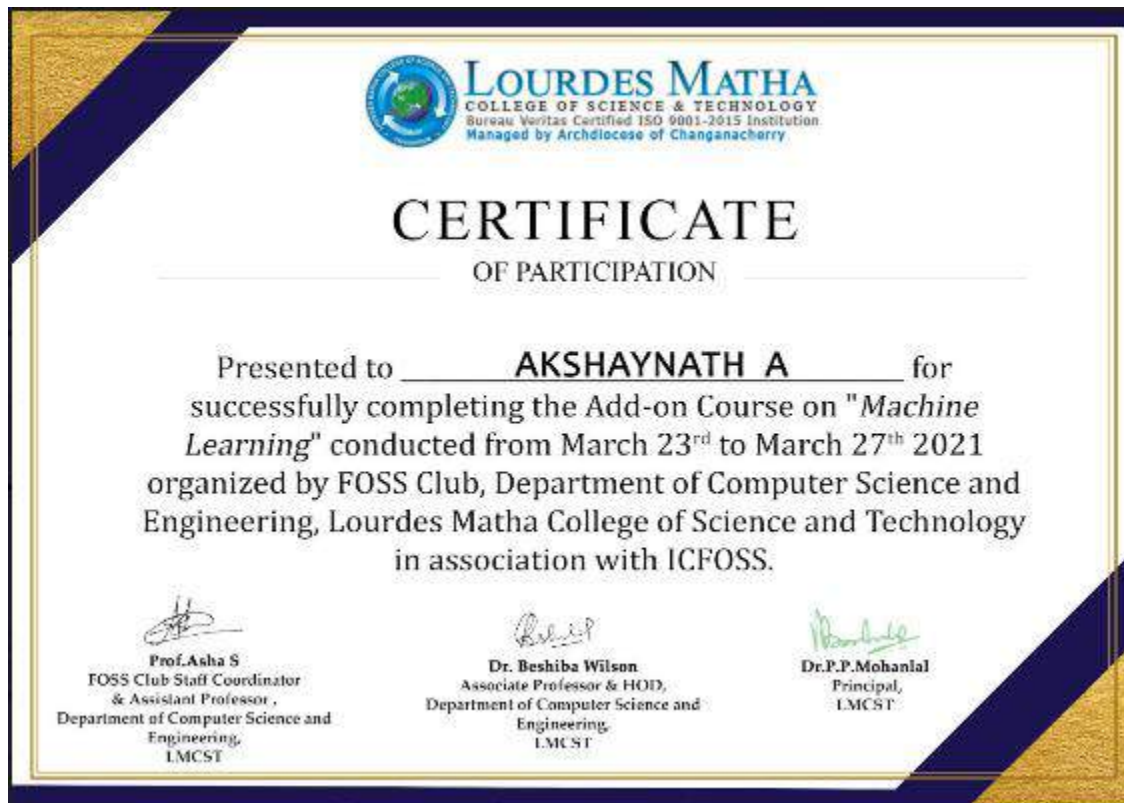 LOURDES MATHA
COLLEGE OF SCIENCE & TECHNOLOGY
Bureau Veritas Certified ISO 9001-2015 Institution
Managed by Archdiocese of Changanacherry
CERTIFICATE
OF PARTICIPATION
Presented to AKSHAYNATH A for
successfully completing the Add-on Course on "Machine
Learning" conducted from March 23rd to March 27th 2021
organized by FOSS Club, Department of Computer Science and
Engineering, Lourdes Matha College of Science and Technology
in association with ICFOSS.
Prof.Asha S
FOSS Club Staff Coordinator
& Assistant Professor ,
Department of Computer Science and
Engineering,
LMCST
Dr. Beshiba Wilson
Associate Professor & HOD,
Department of Computer Science and
Engineering,
LMCST
Dr.P.P.Mohanlal
Principal,
LMCST